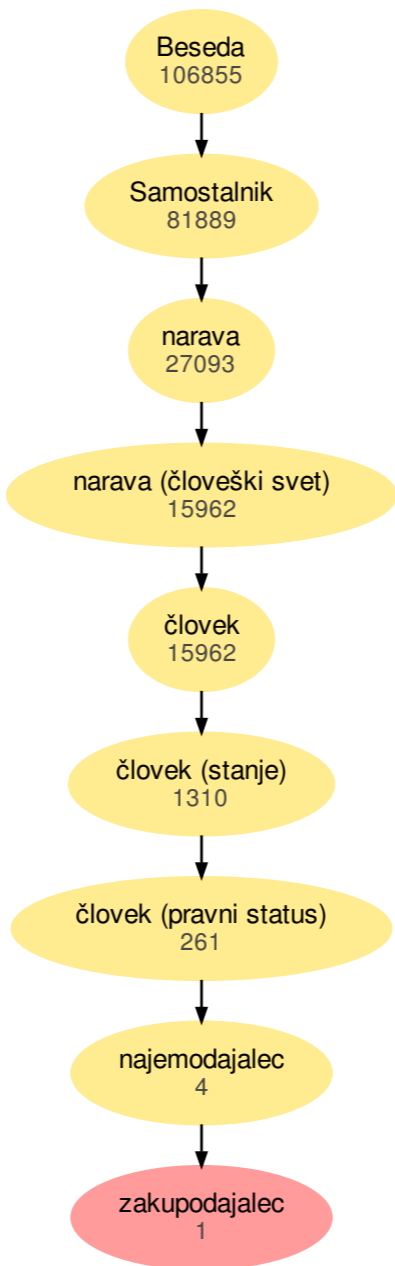 Beseda
106855
Samostalnik
81889
narava
27093
narava (človeški svet)
15962
človek
15962
človek (stanje)
1310
človek (pravni status)
261
najemodajalec
4
zakupodajalec
1